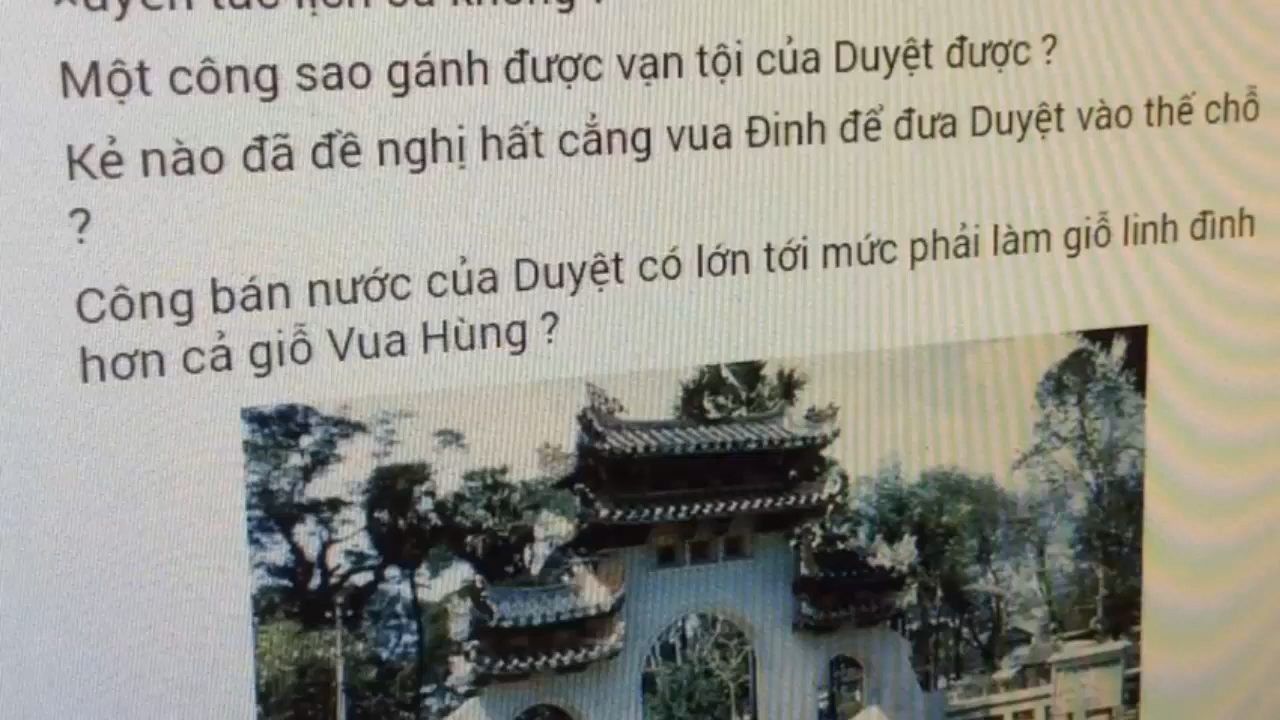 Một công sao gánh được vạn tội của Duyệt được ?
Kẻ nào đã đề nghị hất cẳng vua Đinh để đưa Duyệt vào thế chỗ
?
Công bán nước của Duyệt có lớn tới mức phải làm giỗ linh đình
hơn cả giỗ Vua Hùng ?